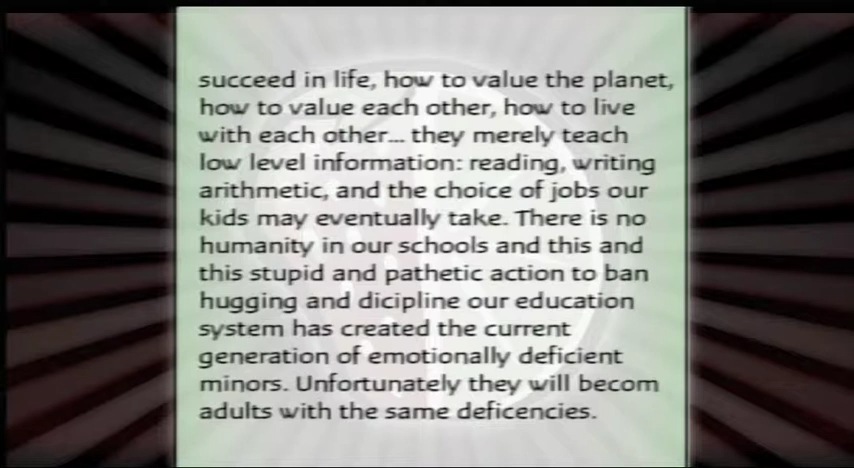 succeed in life, how to value the planet,
how to value each other, how to live
with each other... they merely teach
low level information: reading, writing
arithmetic, and the choice of jobs our
kids may eventually take. There is no
humanity in our schools and this and
this stupid and pathetic action to ban
hugging and dicipline our education
system has created the current
generation of emotionally deficient
minors. Unfortunately they will becom
adults with the same deficencies.